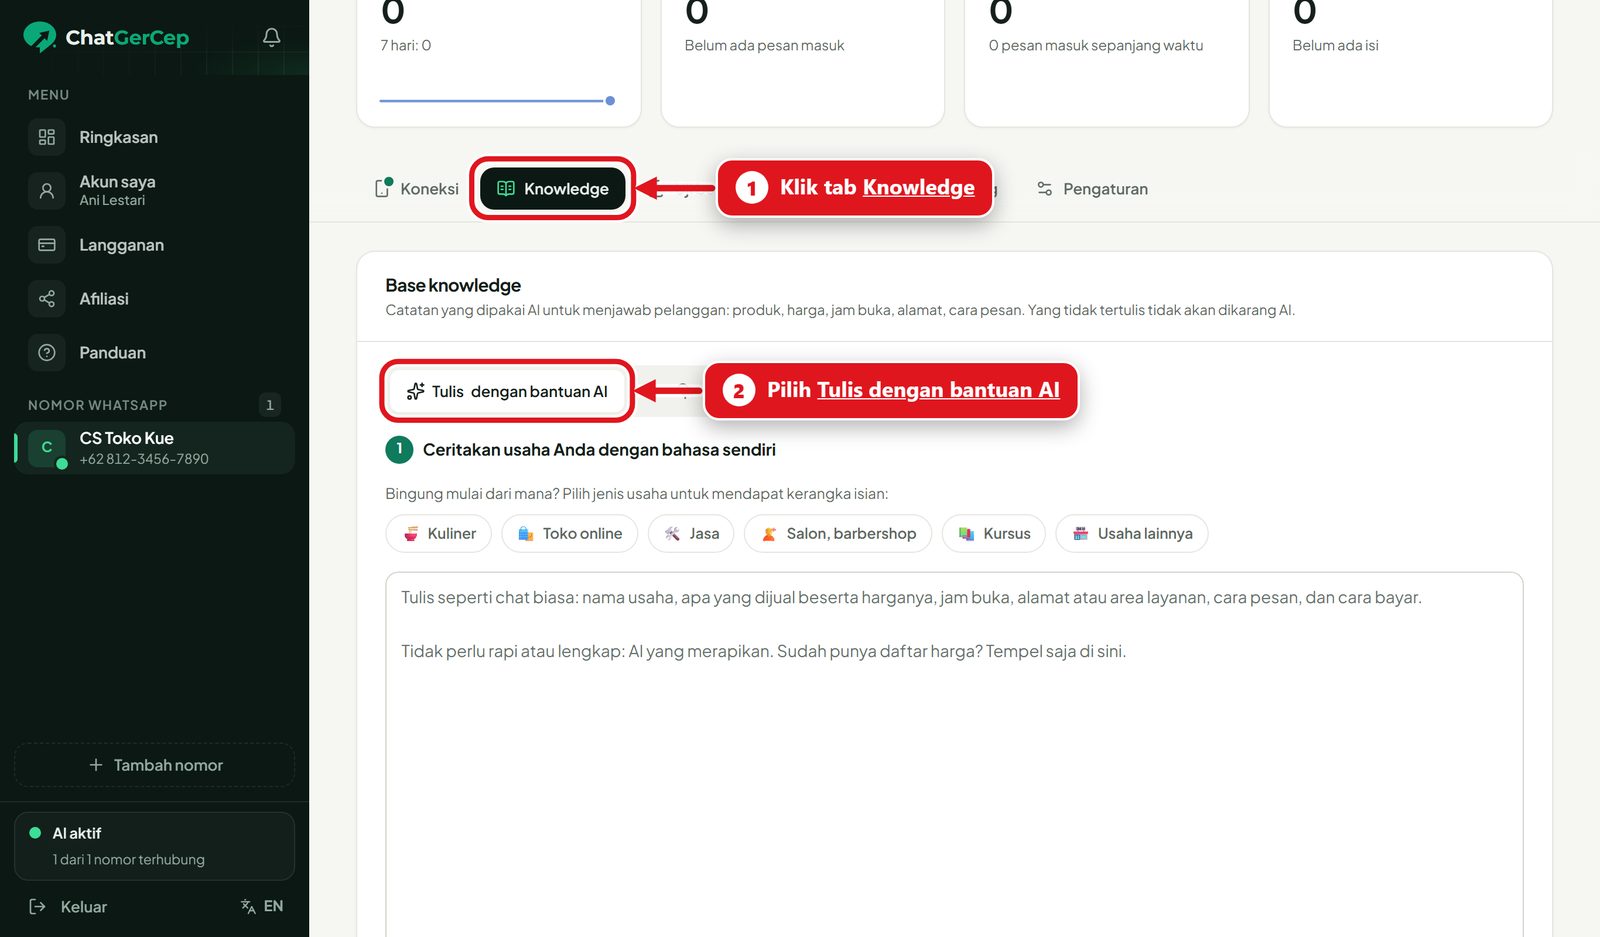 ChatGerCep
MENU
Ringkasan
Akun saya
Ani Lestari
Langganan
Afiliasi
Panduan
NOMOR WHATSAPP 1
C
CS Toko Kue
+62 812-3456-7890
+ Tambah nomor
AI aktif
1 dari 1 nomor terhubung
Keluar
EN
0
7 hari: 0
0
Belum ada pesan masuk
0
0 pesan masuk sepanjang waktu
0
Belum ada isi
Koneksi
Knowledge
1 Klik tab Knowledge
Pengaturan
Base knowledge
Catatan yang dipakai AI untuk menjawab pelanggan: produk, harga, jam buka, alamat, cara pesan. Yang tidak tertulis tidak akan dikarang AI.
Tulis dengan bantuan AI
2 Pilih Tulis dengan bantuan AI
1 Ceritakan usaha Anda dengan bahasa sendiri
Bingung mulai dari mana? Pilih jenis usaha untuk mendapat kerangka isian:
Kuliner
Toko online
Jasa
Salon, barbershop
Kursus
Usaha lainnya
Tulis seperti chat biasa: nama usaha, apa yang dijual beserta harganya, jam buka, alamat atau area layanan, cara pesan, dan cara bayar.
Tidak perlu rapi atau lengkap: AI yang merapikan. Sudah punya daftar harga? Tempel saja di sini.